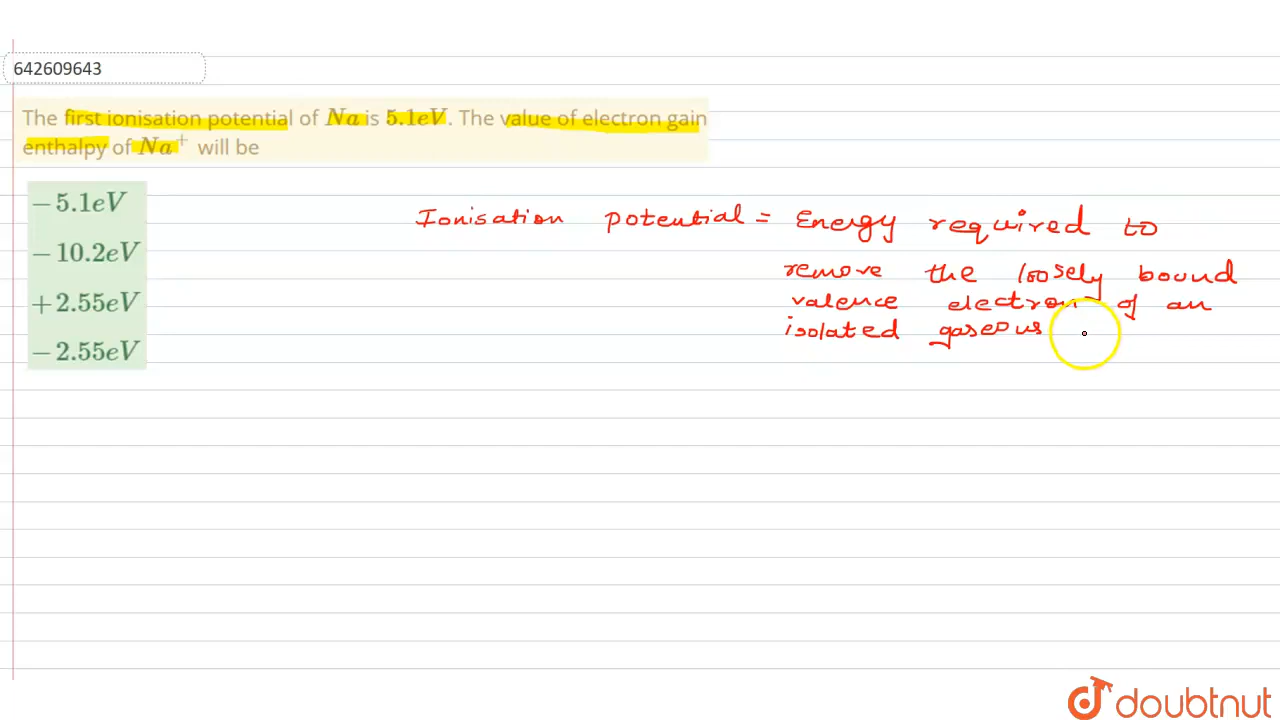 642609643
The first ionisation potential of Na is 5.1eV. The value of electron gain
enthalpy of Na⁺ will be
−5.1eV
−10.2eV
+2.55eV
−2.55eV
Ionisation potential = Energy required to
remove the loosely bound
valence electron of an
isolated gaseous
doubtnut